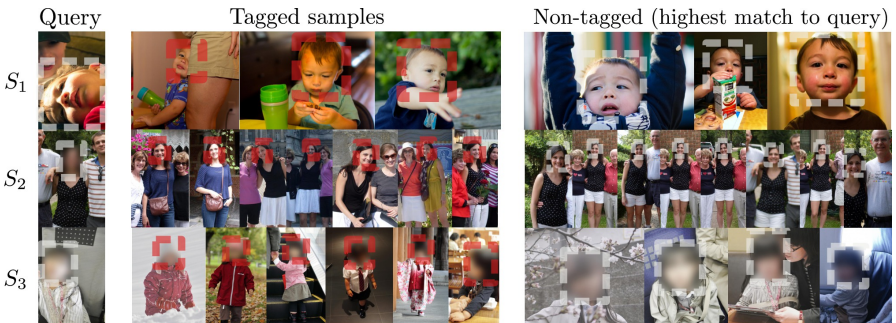 Query Tagged samples Non-tagged (highest match to query)
S1
S2
S3